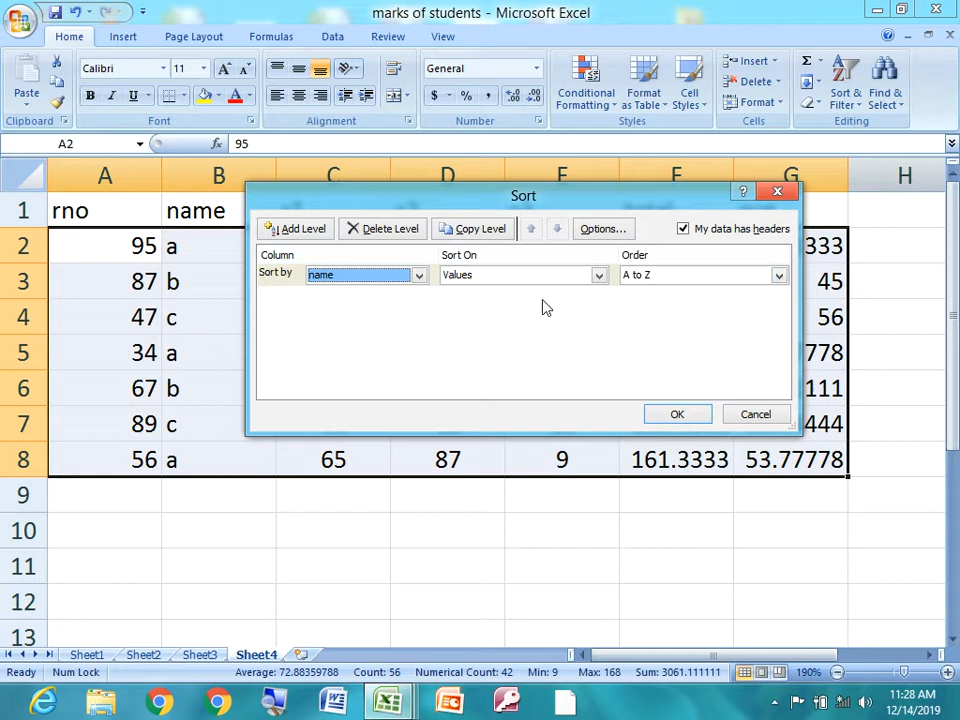 marks of students - Microsoft Excel
Home Insert Page Layout Formulas Data Review View
Paste
Calibri 11 A A
B I U A
General
$ % ,
Conditional Formatting
Format as Table
Cell Styles
Insert
Delete
Format
Σ
Sort & Filter
Find & Select
Clipboard Font Alignment Number Styles Cells Editing
A2 fx 95
A B C D E F G H
1 rno name
2 95 a 333
3 87 b 45
4 47 c 56
5 34 a 778
6 67 b 111
7 89 c 444
8 56 a 65 87 9 161.3333 53.77778
9
10
11
12
13
Sort
?
Add Level Delete Level Copy Level Options... My data has headers
Column Sort On Order
Sort by name Values A to Z
OK Cancel
Sheet1 Sheet2 Sheet3 Sheet4
Ready Num Lock Average: 72.88359788 Count: 56 Numerical Count: 42 Min: 9 Max: 168 Sum: 3061.111111 190%
11:28 AM
12/14/2019